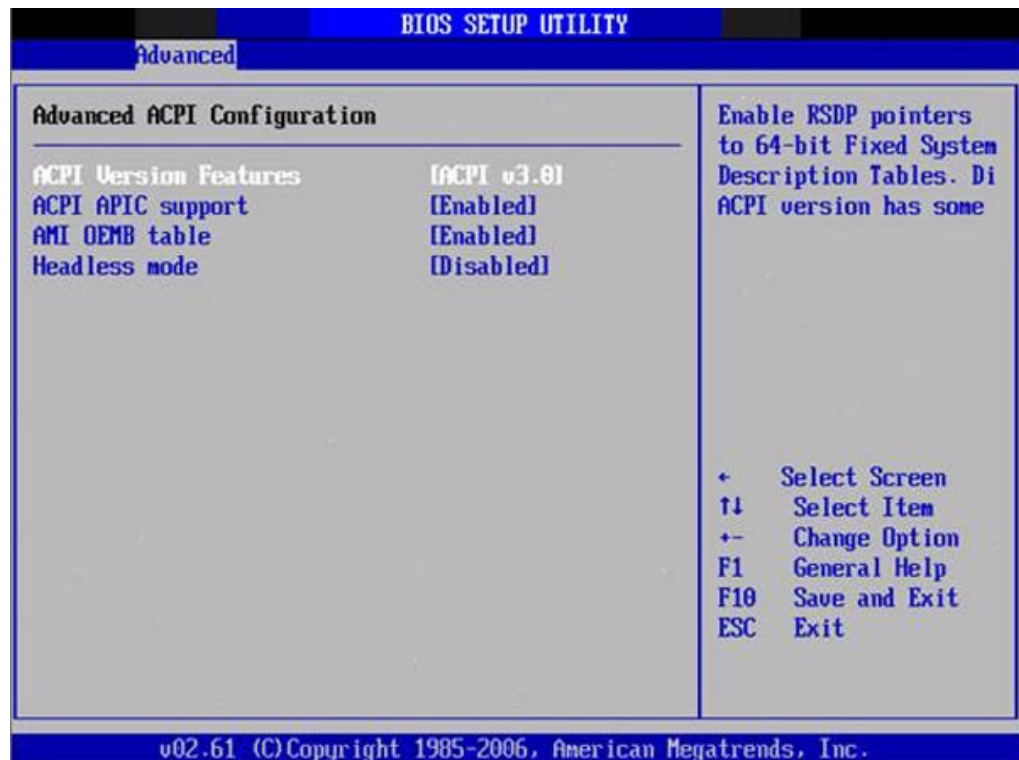 BIOS SETUP UTILITY
Advanced
Advanced ACPI Configuration
ACPI Version Features [ACPI v3.0]
ACPI APIC support [Enabled]
AMI OEMB table [Enabled]
Headless mode [Disabled]
Enable RSDP pointers
to 64-bit Fixed System
Description Tables. Di
ACPI version has some
← Select Screen
↑↓ Select Item
+- Change Option
F1 General Help
F10 Save and Exit
ESC Exit
v02.61 (C)Copyright 1985-2006, American Megatrends, Inc.